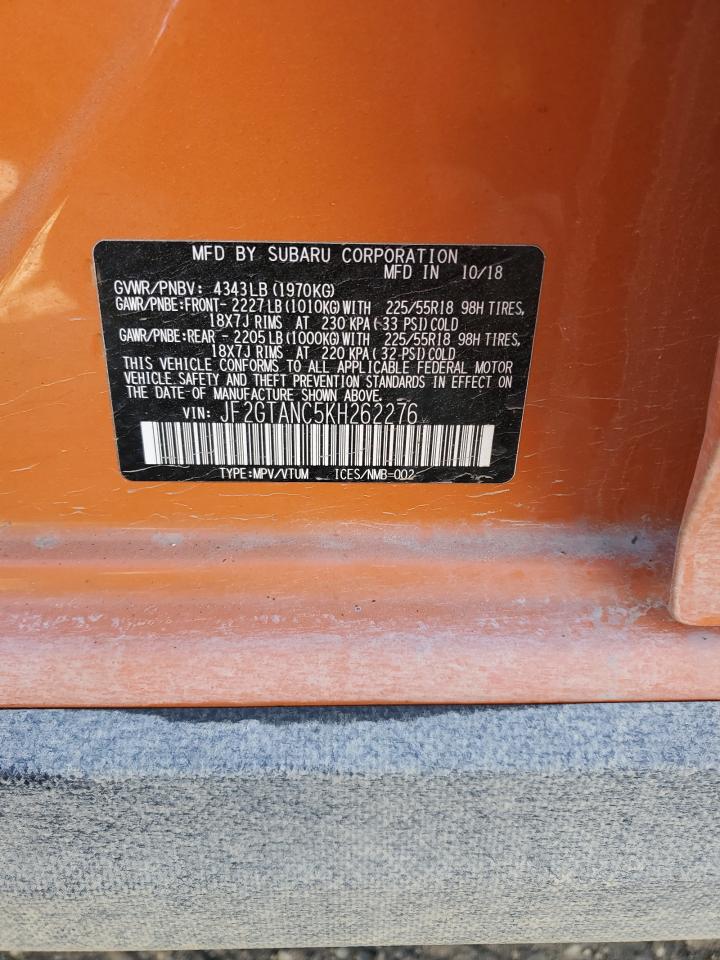 MFD BY SUBARU CORPORATION
MFD IN 10/18
GVWR/PNBV: 4343LB (1970KG)
GAWR/PNBE:FRONT- 2227LB (1010KG) WITH 225/55R18 98H TIRES,
18X7J RIMS AT 230 KPA ( 33 PSI) COLD
GAWR/PNBE:REAR - 2205LB (1000KG) WITH 225/55R18 98H TIRES,
18X7J RIMS AT 220 KPA ( 32 PSI) COLD
THIS VEHICLE CONFORMS TO ALL APPLICABLE FEDERAL MOTOR
VEHICLE SAFETY AND THEFT PREVENTION STANDARDS IN EFFECT ON
THE DATE OF MANUFACTURE SHOWN ABOVE.
VIN: JF2GTANC5KH262276
TYPE:MPV/VTUM ICES/NMB-002